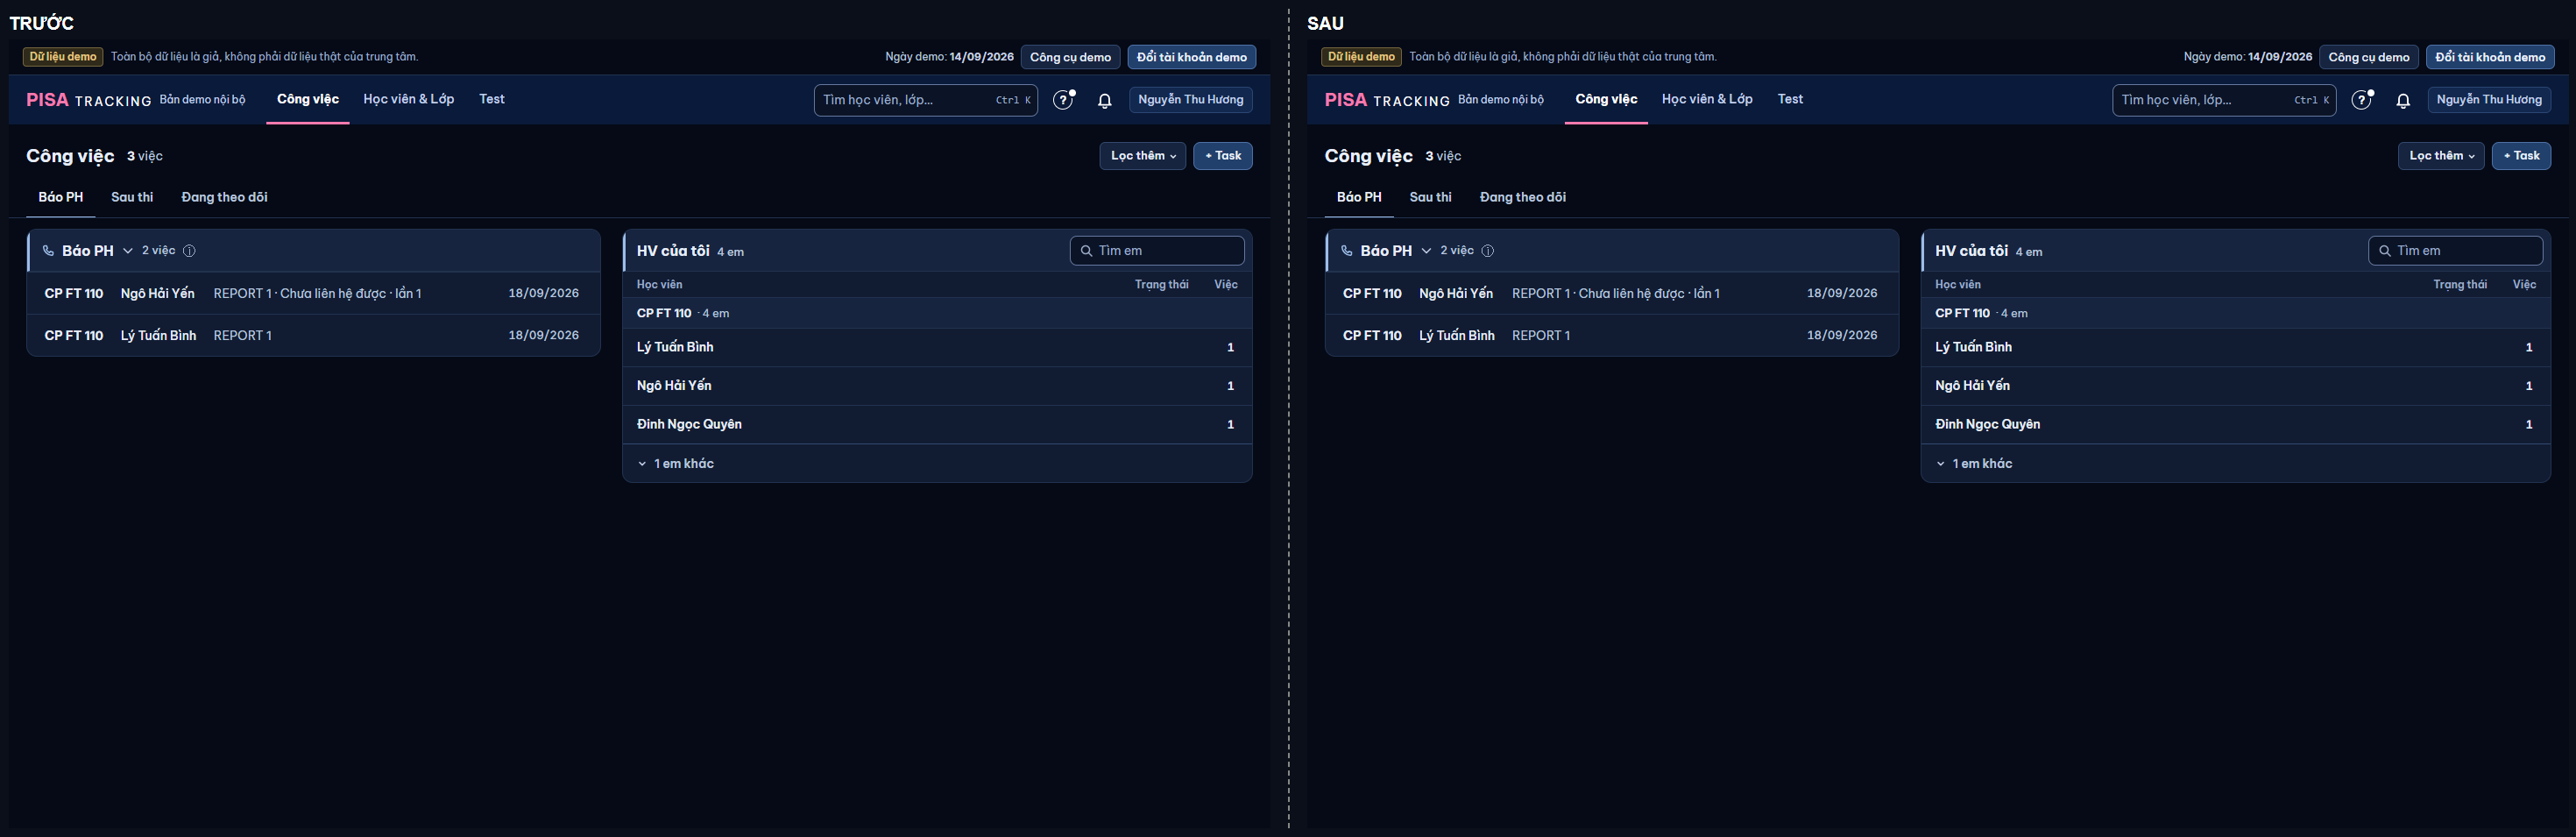 TRƯỚC
Dữ liệu demo Toàn bộ dữ liệu là giả, không phải dữ liệu thật của trung tâm. Ngày demo: 14/09/2026 Công cụ demo Đổi tài khoản demo
PISA TRACKING Bản demo nội bộ Công việc Học viên & Lớp Test Tìm học viên, lớp... Ctrl K ? Nguyễn Thu Hương
Công việc 3 việc Lọc thêm + Task
Báo PH Sau thi Đang theo dõi
Báo PH 2 việc
CP FT 110 Ngô Hải Yến REPORT 1 · Chưa liên hệ được · lần 1 18/09/2026
CP FT 110 Lý Tuấn Bình REPORT 1 18/09/2026
HV của tôi 4 em Tìm em
Học viên Trạng thái Việc
CP FT 110 · 4 em
Lý Tuấn Bình 1
Ngô Hải Yến 1
Đinh Ngọc Quyên 1
1 em khác
SAU
Dữ liệu demo Toàn bộ dữ liệu là giả, không phải dữ liệu thật của trung tâm. Ngày demo: 14/09/2026 Công cụ demo Đổi tài khoản demo
PISA TRACKING Bản demo nội bộ Công việc Học viên & Lớp Test Tìm học viên, lớp... Ctrl K ? Nguyễn Thu Hương
Công việc 3 việc Lọc thêm + Task
Báo PH Sau thi Đang theo dõi
Báo PH 2 việc
CP FT 110 Ngô Hải Yến REPORT 1 · Chưa liên hệ được · lần 1 18/09/2026
CP FT 110 Lý Tuấn Bình REPORT 1 18/09/2026
HV của tôi 4 em Tìm em
Học viên Trạng thái Việc
CP FT 110 · 4 em
Lý Tuấn Bình 1
Ngô Hải Yến 1
Đinh Ngọc Quyên 1
1 em khác